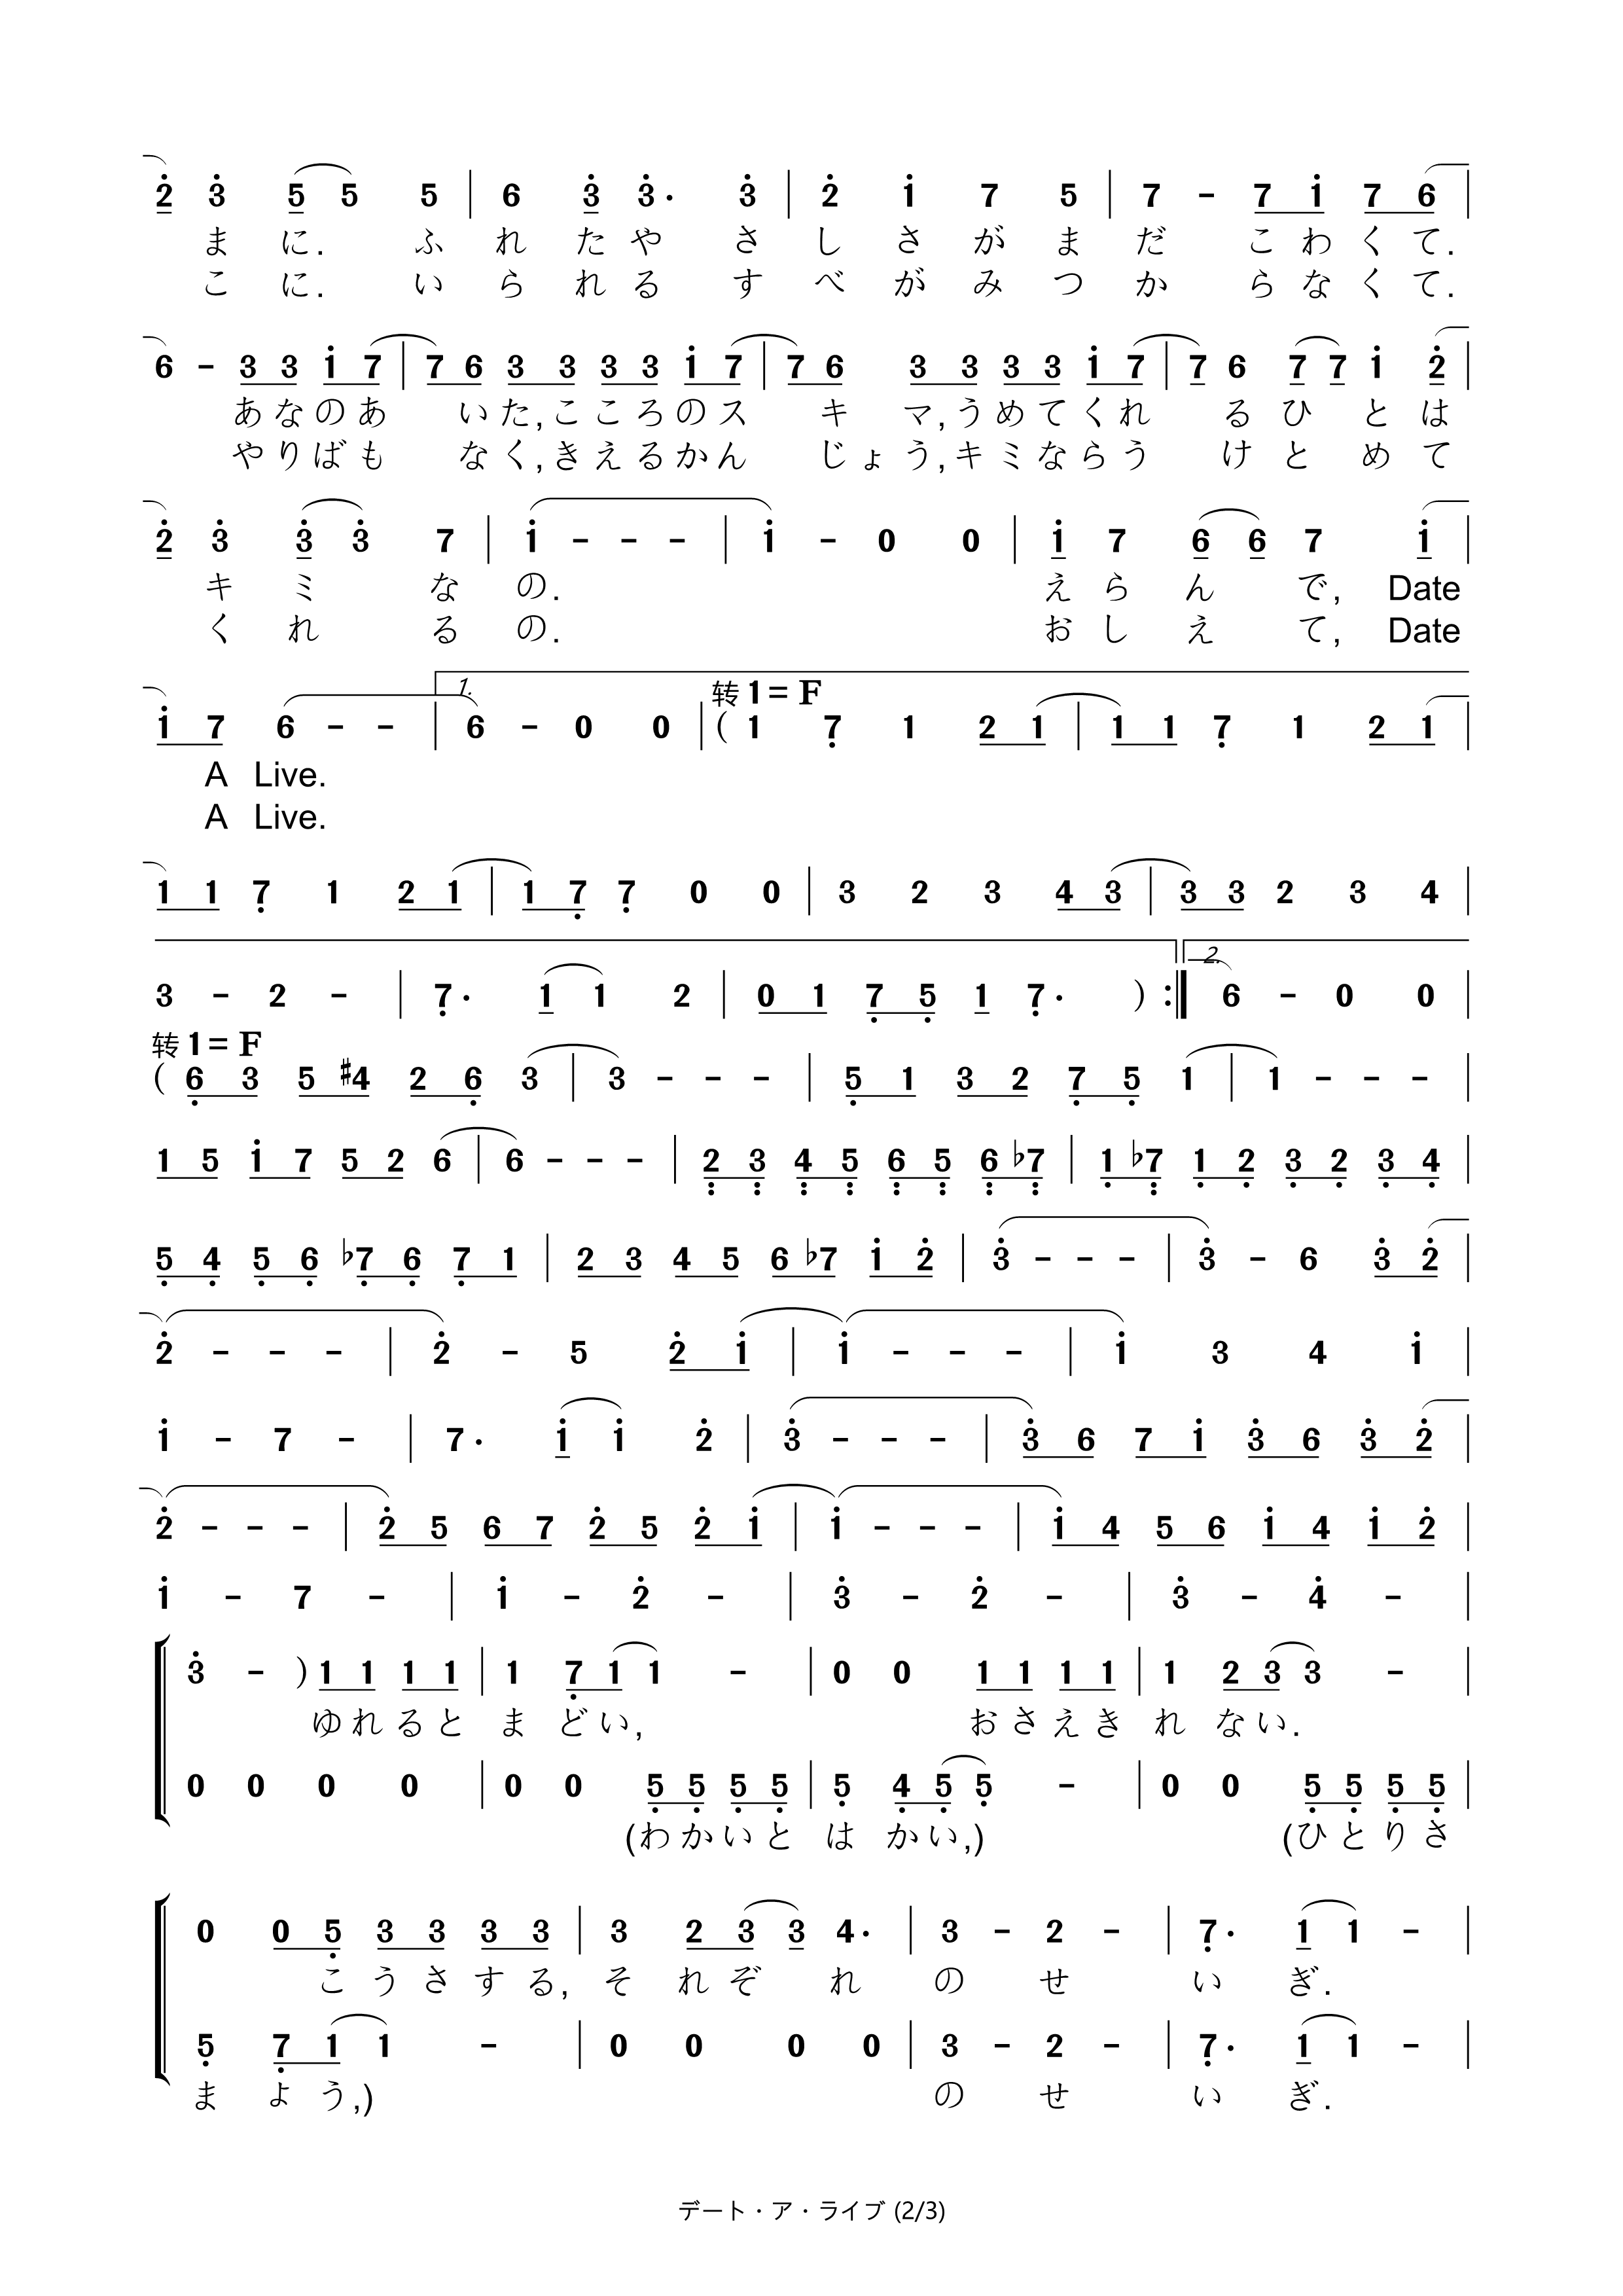 2̇ 3̇ 5 5 5 | 6 3̇ 3̇· 3̇ | 2̇ 1̇ 7 5 | 7 - 7 1̇ 7 6 |
ま に. ふ れ た や さ し さ が ま だ こ わ く て.
こ に. い ら れ る す べ が み つ か ら な く て.
6 - 3 3 1̇ 7 | 7 6 3 3 3 3 1̇ 7 | 7 6 3 3 3 3 1̇ 7 | 7 6 7 7 1̇ 2̇ |
あ な の あ い た, こ こ ろ の ス キ マ, う め て く れ る ひ と は
や り ば も な く, き え る か ん じ ょ う, キ ミ な ら う け と め て
2̇ 3̇ 3̇ 3̇ 7 | 1̇ - - - | 1̇ - 0 0 | 1̇ 7 6 6 7 1̇ |
キ ミ な の. え ら ん で, Date
く れ る の. お し え て, Date
1. 转 1= F
1̇ 7 6 - - | 6 - 0 0 | ( 1 7̣ 1 2 1 | 1 1 7̣ 1 2 1 |
A Live.
A Live.
1 1 7̣ 1 2 1 | 1 7̣ 7̣ 0 0 | 3 2 3 4 3 | 3 3 2 3 4 |
2.
3 - 2 - | 7̣· 1 1 2 | 0 1 7̣ 5̣ 1 7̣· ) :‖ 6 - 0 0
转 1= F
( 6̣ 3 5 ♯4 2 6̣ 3 | 3 - - - | 5̣ 1 3 2 7̣ 5̣ 1 | 1 - - - |
1 5 1̇ 7 5 2 6 | 6 - - - | 2̣̣ 3̣̣ 4̣̣ 5̣̣ 6̣̣ 5̣̣ 6̣̣ ♭7̣̣ | 1̣ ♭7̣̣ 1̣ 2̣ 3̣ 2̣ 3̣ 4̣ |
5̣ 4̣ 5̣ 6̣ ♭7̣ 6̣ 7̣ 1 | 2 3 4 5 6 ♭7 1̇ 2̇ | 3̇ - - - | 3̇ - 6 3̇ 2̇ |
2̇ - - - | 2̇ - 5 2̇ 1̇ | 1̇ - - - | 1̇ 3 4 1̇ |
1̇ - 7 - | 7· 1̇ 1̇ 2̇ | 3̇ - - - | 3̇ 6 7 1̇ 3̇ 6 3̇ 2̇ |
2̇ - - - | 2̇ 5 6 7 2̇ 5 2̇ 1̇ | 1̇ - - - | 1̇ 4 5 6 1̇ 4 1̇ 2̇ |
1̇ - 7 - | 1̇ - 2̇ - | 3̇ - 2̇ - | 3̇ - 4̇ - |
3̇ - ) 1 1 1 1 | 1 7̣ 1 1 - | 0 0 1 1 1 1 | 1 2 3 3 - |
ゆ れ る と ま ど い, お さ え き れ な い.
0 0 0 0 | 0 0 5̣ 5̣ 5̣ 5̣ | 5̣ 4̣ 5̣ 5̣ - | 0 0 5̣ 5̣ 5̣ 5̣ |
(わ か い と は か い,) (ひ と り さ
0 0 5̣ 3 3 3 3 | 3 2 3 3 4· | 3 - 2 - | 7̣· 1 1 - |
こ う さ す る, そ れ ぞ れ の せ い ぎ.
5̣ 7̣ 1 1 - | 0 0 0 0 | 3 - 2 - | 7̣· 1 1 - |
ま ょ う,) の せ い ぎ.
デート・ア・ライブ (2/3)